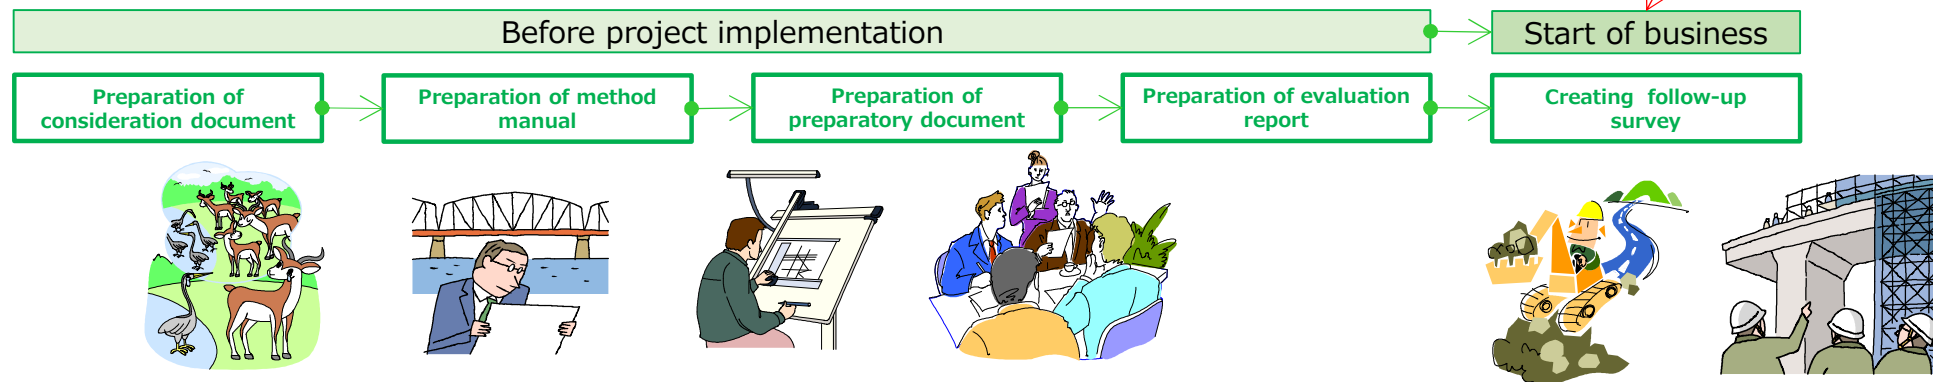 Before project implementation
Start of business
Preparation of
consideration document
Preparation of method
manual
Preparation of
preparatory document
Preparation of evaluation
report
Creating follow-up
survey